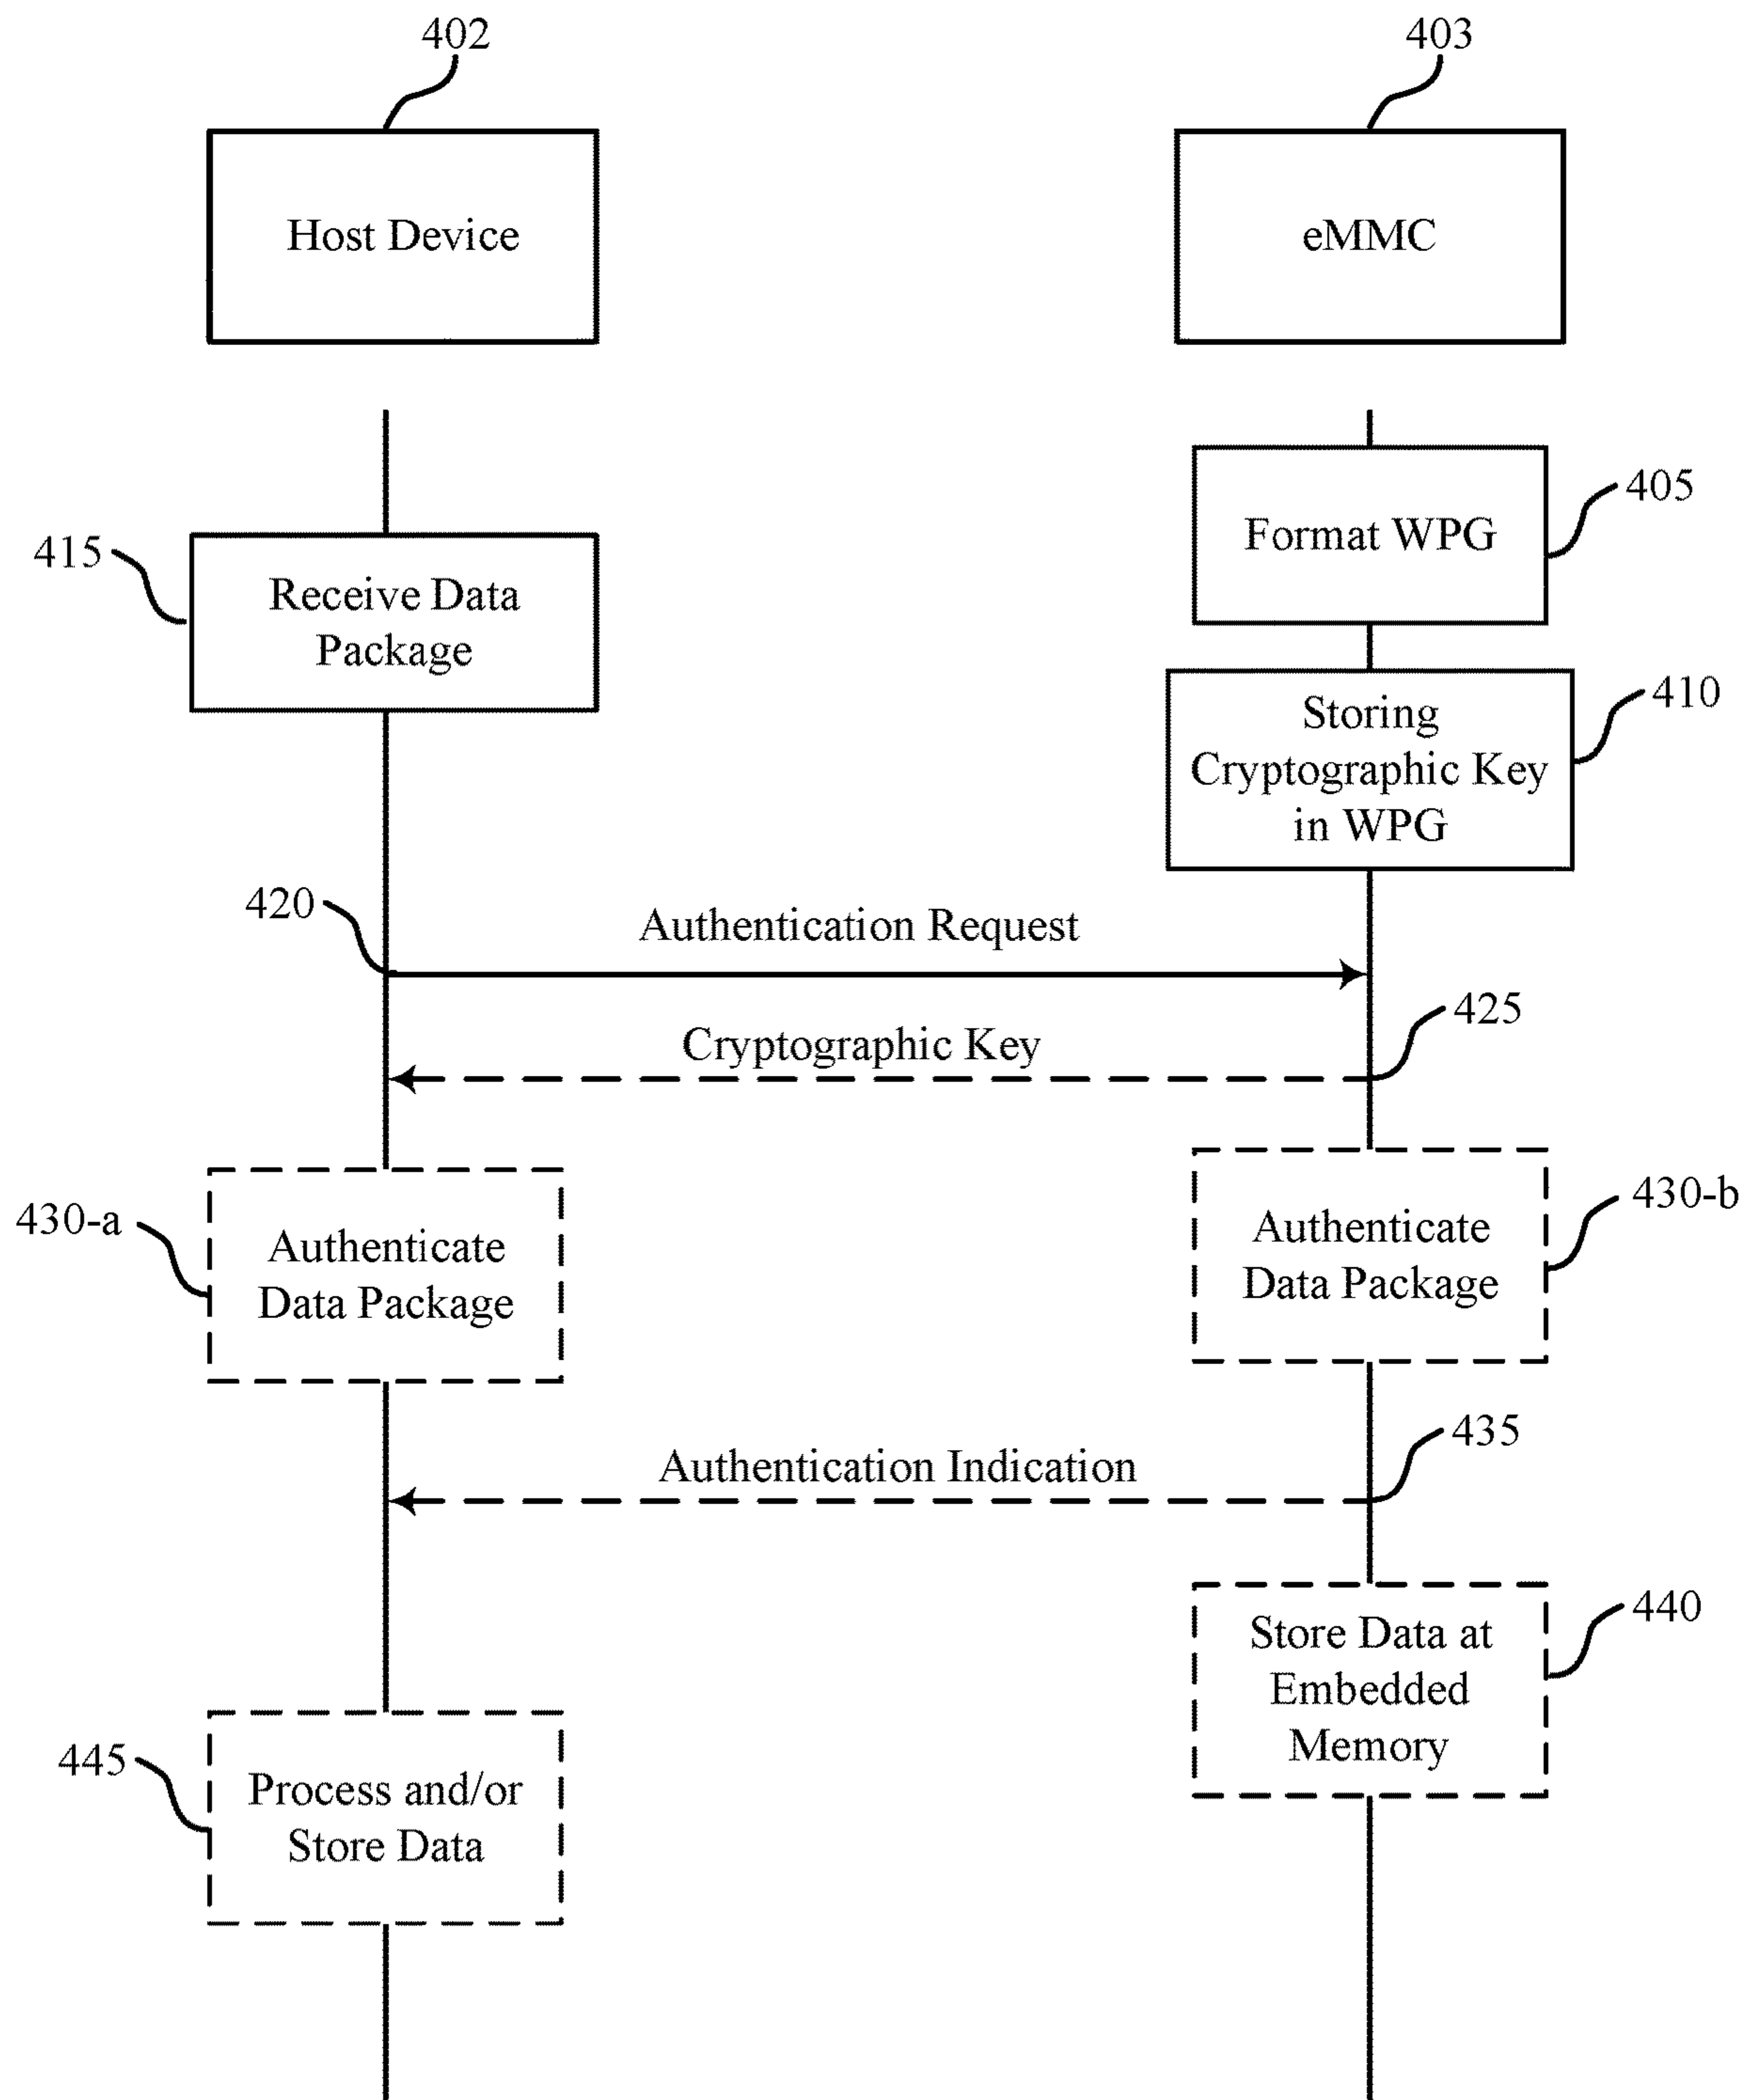 402
403
Host Device
eMMC
405
Format WPG
415
Receive Data
Package
410
Storing
Cryptographic Key
in WPG
420
Authentication Request
425
Cryptographic Key
430-a
Authenticate
Data Package
430-b
Authenticate
Data Package
435
Authentication Indication
440
Store Data at
Embedded
Memory
445
Process and/or
Store Data